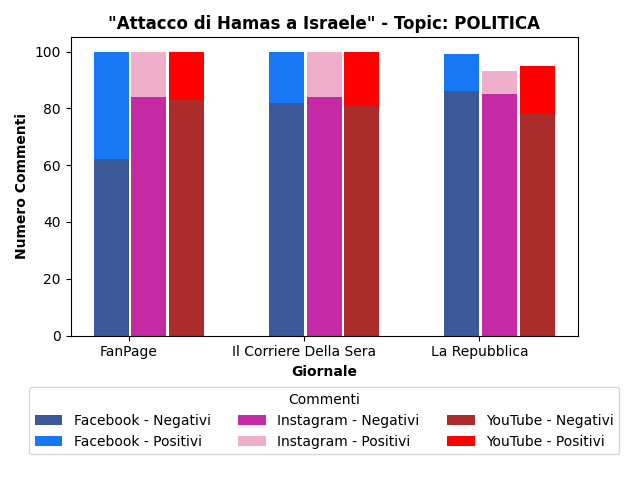 "Attacco di Hamas a Israele" - Topic: POLITICA
100
80
60
40
20
0
Numero Commenti
FanPage Il Corriere Della Sera La Repubblica
Giornale
Commenti
Facebook - Negativi Instagram - Negativi YouTube - Negativi
Facebook - Positivi Instagram - Positivi YouTube - Positivi